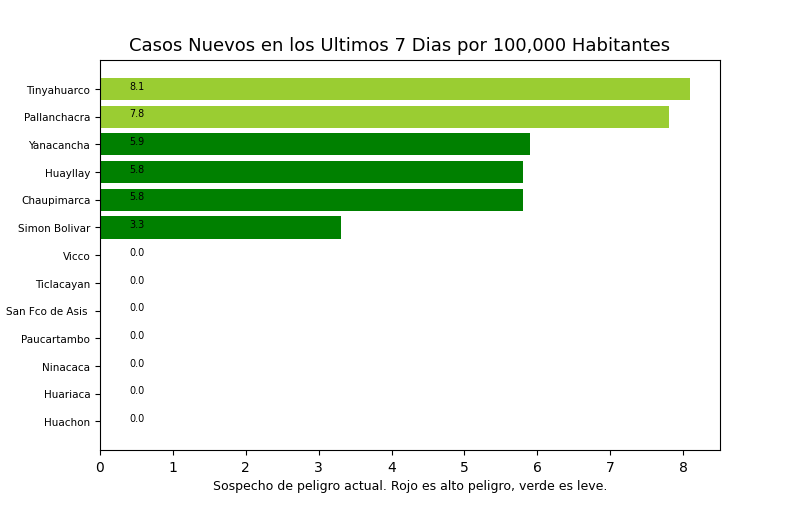 Casos Nuevos en los Ultimos 7 Dias por 100,000 Habitantes
Tinyahuarco 8.1
Pallanchacra 7.8
Yanacancha 5.9
Huayllay 5.8
Chaupimarca 5.8
Simon Bolivar 3.3
Vicco 0.0
Ticlacayan 0.0
San Fco de Asis 0.0
Paucartambo 0.0
Ninacaca 0.0
Huariaca 0.0
Huachon 0.0
0 1 2 3 4 5 6 7 8
Sospecho de peligro actual. Rojo es alto peligro, verde es leve.